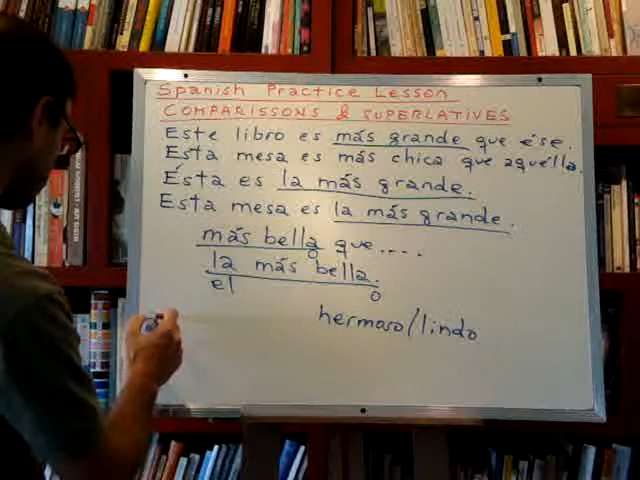 Spanish Practice Lesson
COMPARISSONS & SUPERLATIVES
Este libro es más grande que ése.
Esta mesa es más chica que aquélla.
Ésta es la más grande.
Esta mesa es la más grande.
más bella que....
o
la más bella.
el o
hermoso/lindo